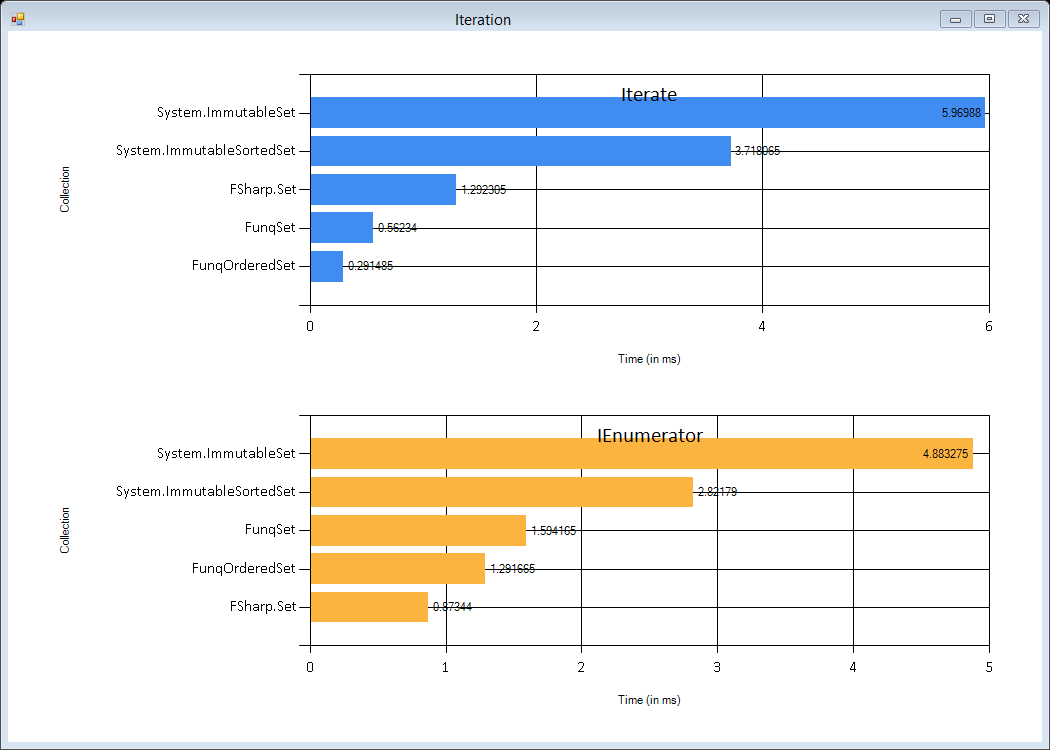 Iteration
Iterate
Collection
System.ImmutableSet
5.96988
System.ImmutableSortedSet
3.718065
FSharp.Set
1.292305
FunqSet
0.56234
FunqOrderedSet
0.291485
0 2 4 6
Time (in ms)
IEnumerator
Collection
System.ImmutableSet
4.883275
System.ImmutableSortedSet
2.82179
FunqSet
1.594165
FunqOrderedSet
1.291665
FSharp.Set
0.87344
0 1 2 3 4 5
Time (in ms)